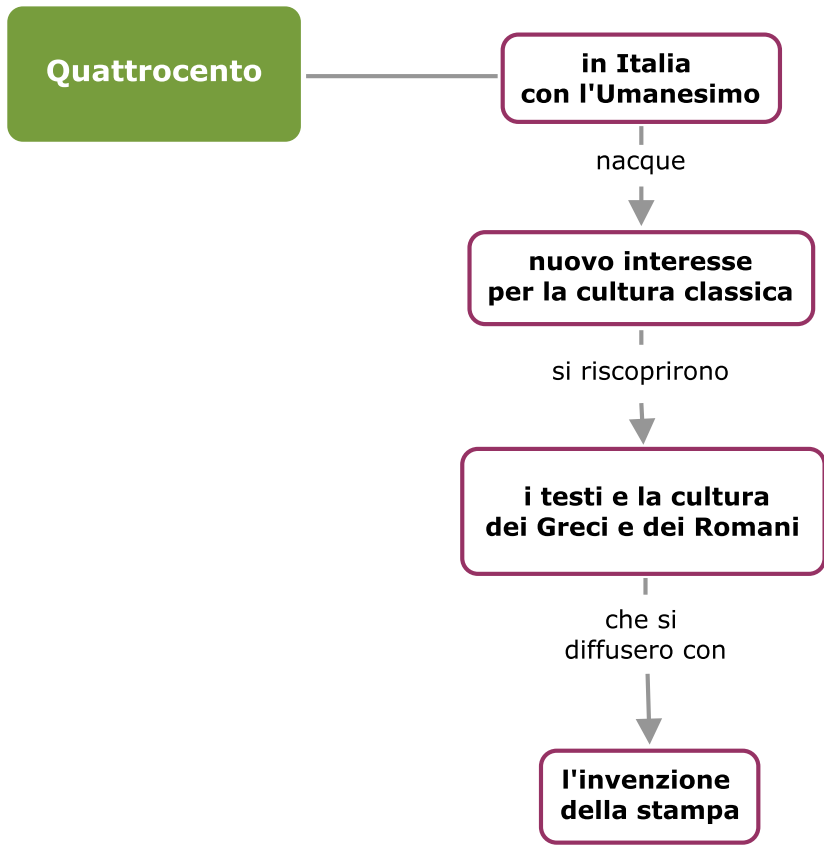 Quattrocento
in Italia
con l'Umanesimo
nacque
nuovo interesse
per la cultura classica
si riscoprirono
i testi e la cultura
dei Greci e dei Romani
che si
diffusero con
l'invenzione
della stampa